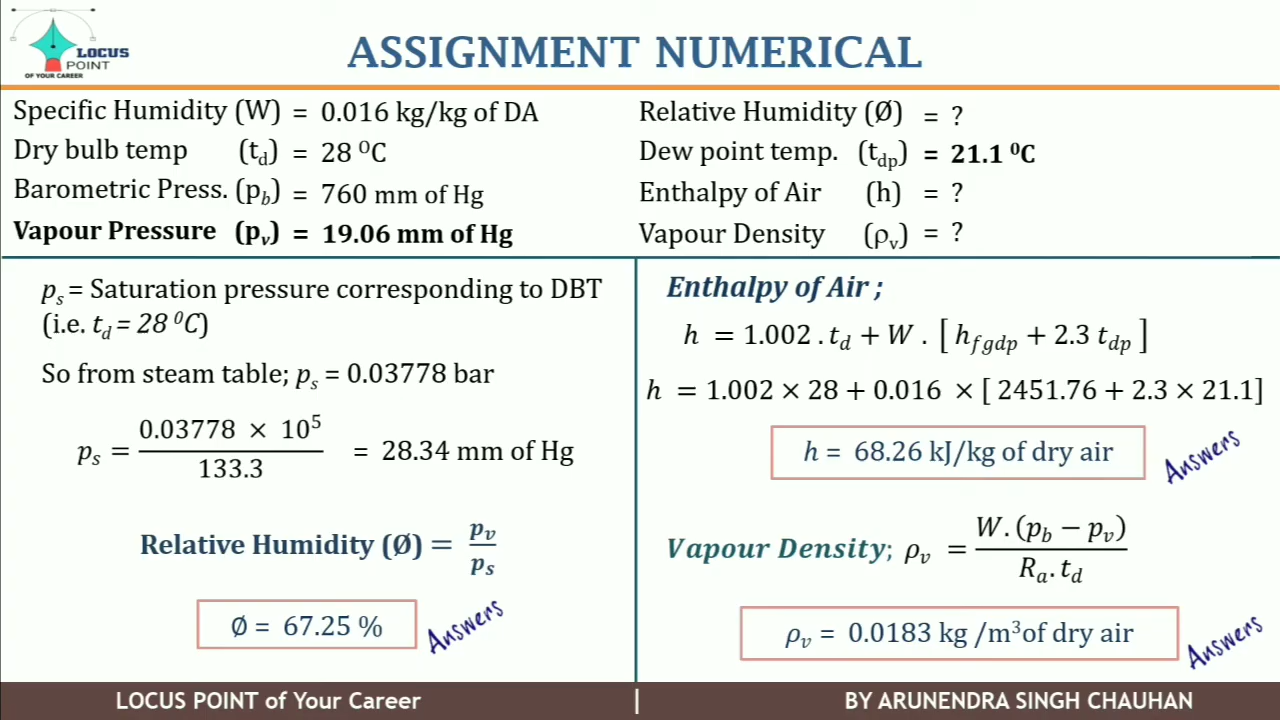 LOCUS
POINT
OF YOUR CAREER
ASSIGNMENT NUMERICAL
Specific Humidity (W) = 0.016 kg/kg of DA
Dry bulb temp (t_d) = 28 ⁰C
Barometric Press. (p_b) = 760 mm of Hg
Vapour Pressure (p_v) = 19.06 mm of Hg
Relative Humidity (Ø) = ?
Dew point temp. (t_dp) = 21.1 ⁰C
Enthalpy of Air (h) = ?
Vapour Density (ρ_v) = ?
p_s = Saturation pressure corresponding to DBT
(i.e. t_d = 28 ⁰C)
So from steam table; p_s = 0.03778 bar
p_s = 0.03778 × 10⁵ / 133.3 = 28.34 mm of Hg
Relative Humidity (Ø) = p_v / p_s
Ø = 67.25 %
Answers
Enthalpy of Air ;
h = 1.002 . t_d + W . [ h_fgdp + 2.3 t_dp ]
h = 1.002 × 28 + 0.016 × [ 2451.76 + 2.3 × 21.1]
h = 68.26 kJ/kg of dry air
Answers
Vapour Density; ρ_v = W. (p_b − p_v) / R_a. t_d
ρ_v = 0.0183 kg /m³of dry air
Answers
LOCUS POINT of Your Career | BY ARUNENDRA SINGH CHAUHAN